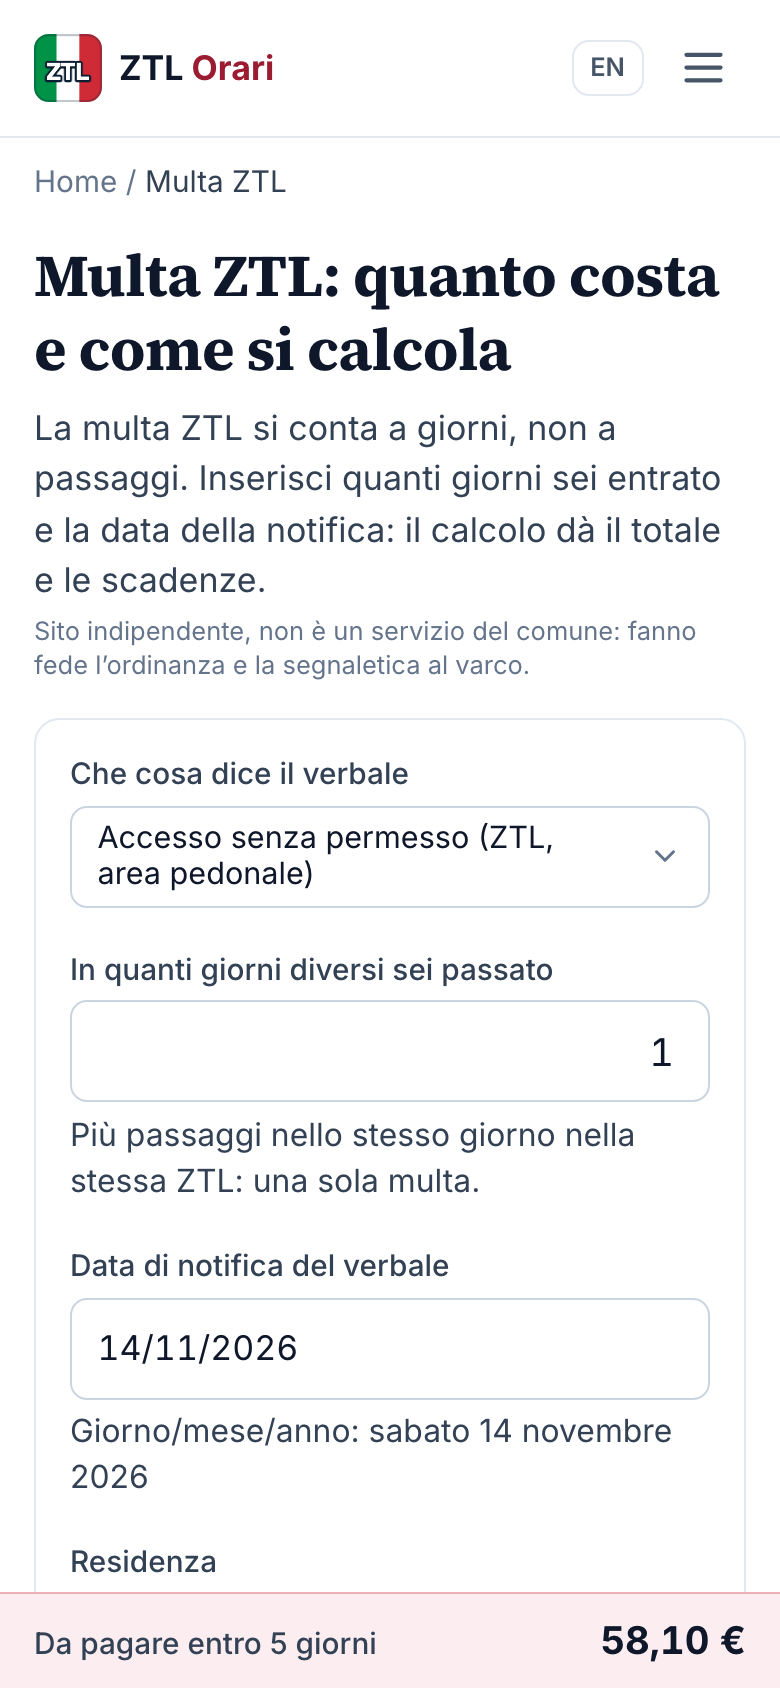 ZTL
ZTL Orari
EN
Home / Multa ZTL
Multa ZTL: quanto costa
e come si calcola
La multa ZTL si conta a giorni, non a
passaggi. Inserisci quanti giorni sei entrato
e la data della notifica: il calcolo dà il totale
e le scadenze.
Sito indipendente, non è un servizio del comune: fanno
fede l’ordinanza e la segnaletica al varco.
Che cosa dice il verbale
Accesso senza permesso (ZTL,
area pedonale)
In quanti giorni diversi sei passato
1
Più passaggi nello stesso giorno nella
stessa ZTL: una sola multa.
Data di notifica del verbale
14/11/2026
Giorno/mese/anno: sabato 14 novembre
2026
Residenza
Da pagare entro 5 giorni
58,10 €